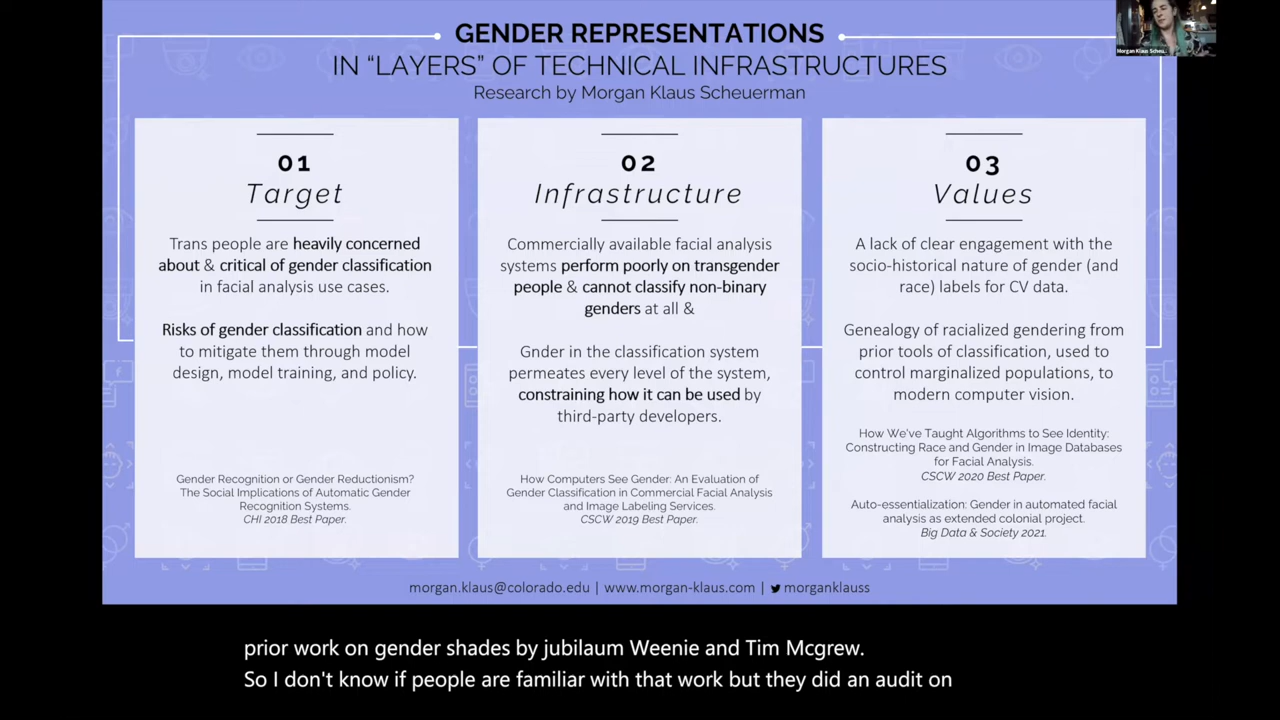 GENDER REPRESENTATIONS
IN “LAYERS” OF TECHNICAL INFRASTRUCTURES
Research by Morgan Klaus Scheuerman
Morgan Klaus Scheu...
01
Target
Trans people are heavily concerned
about & critical of gender classification
in facial analysis use cases.
Risks of gender classification and how
to mitigate them through model
design, model training, and policy.
Gender Recognition or Gender Reductionism?
The Social Implications of Automatic Gender
Recognition Systems.
CHI 2018 Best Paper.
02
Infrastructure
Commercially available facial analysis
systems perform poorly on transgender
people & cannot classify non-binary
genders at all &
Gnder in the classification system
permeates every level of the system,
constraining how it can be used by
third-party developers.
How Computers See Gender: An Evaluation of
Gender Classification in Commercial Facial Analysis
and Image Labeling Services.
CSCW 2019 Best Paper.
03
Values
A lack of clear engagement with the
socio-historical nature of gender (and
race) labels for CV data.
Genealogy of racialized gendering from
prior tools of classification, used to
control marginalized populations, to
modern computer vision.
How We've Taught Algorithms to See Identity:
Constructing Race and Gender in Image Databases
for Facial Analysis.
CSCW 2020 Best Paper.
Auto-essentialization: Gender in automated facial
analysis as extended colonial project.
Big Data & Society 2021.
morgan.klaus@colorado.edu | www.morgan-klaus.com | morganklauss
prior work on gender shades by jubilaum Weenie and Tim Mcgrew.
So I don't know if people are familiar with that work but they did an audit on